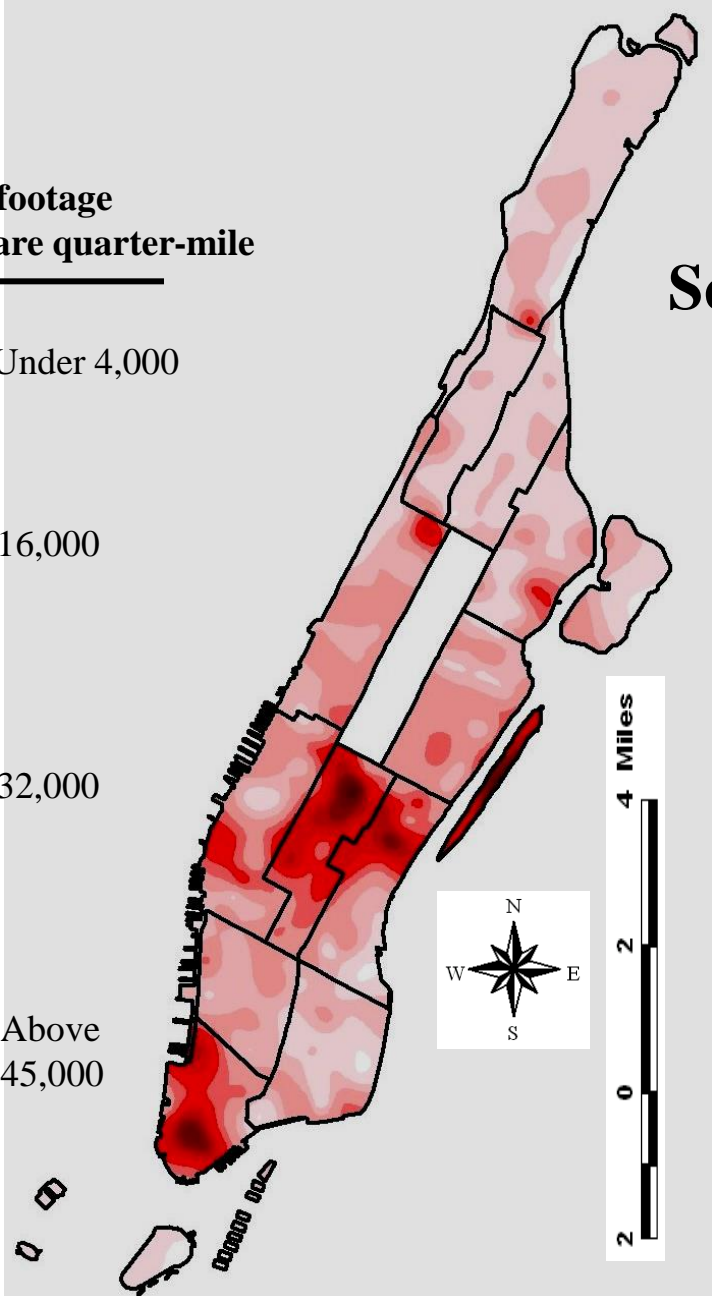 footage
are quarter-mile
Se
Under 4,000
16,000
32,000
Above
45,000
N
W E
S
Miles
4
2
0
2